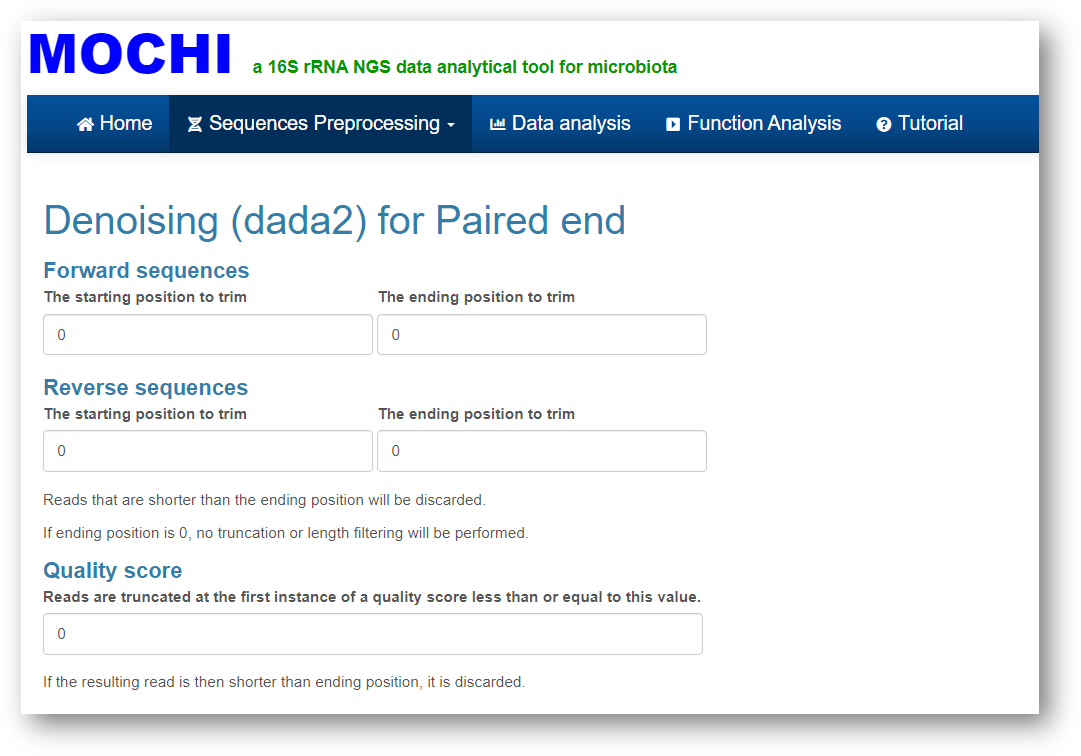 MOCHI a 16S rRNA NGS data analytical tool for microbiota
Home Sequences Preprocessing Data analysis Function Analysis Tutorial
Denoising (dada2) for Paired end
Forward sequences
The starting position to trim The ending position to trim
0 0
Reverse sequences
The starting position to trim The ending position to trim
0 0
Reads that are shorter than the ending position will be discarded.
If ending position is 0, no truncation or length filtering will be performed.
Quality score
Reads are truncated at the first instance of a quality score less than or equal to this value.
0
If the resulting read is then shorter than ending position, it is discarded.